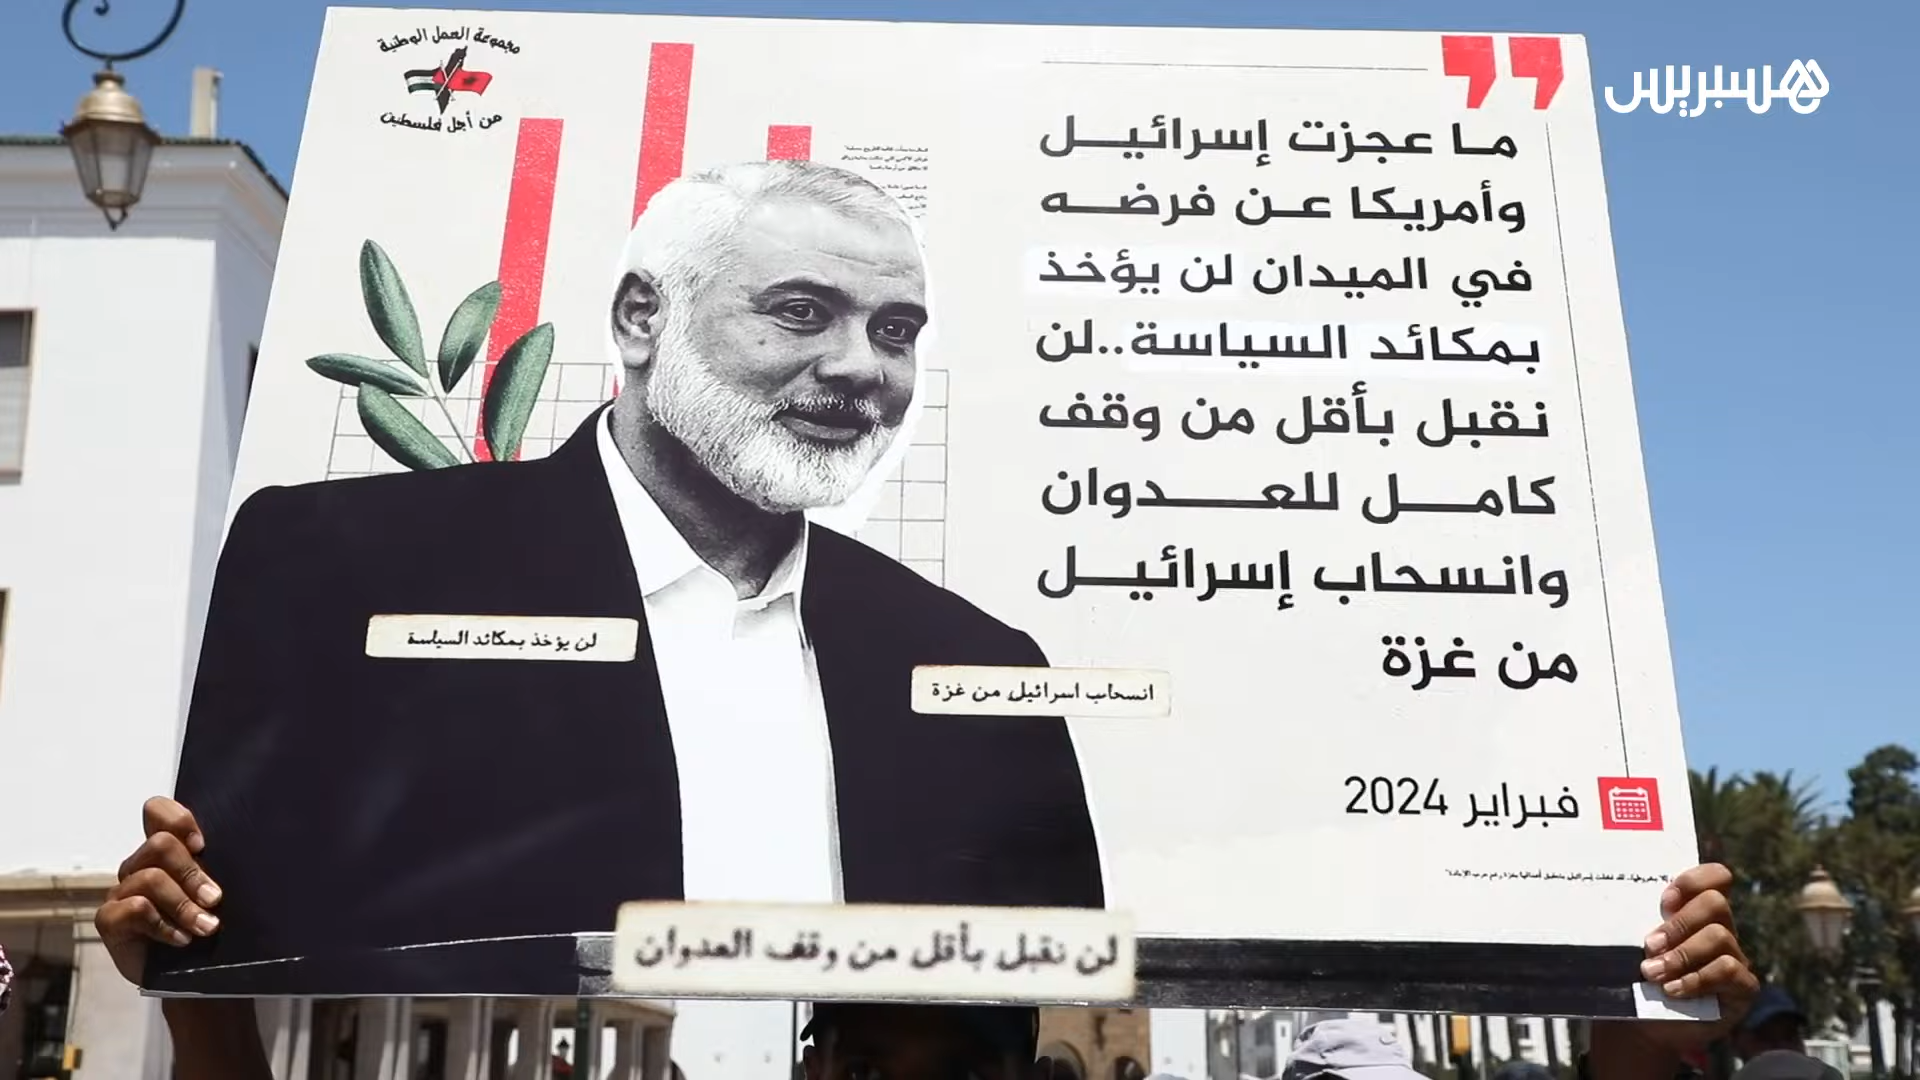 مجموعة العمل الوطنية
من أجل فلسطين
هسبريس
ما عجزت إسرائيل
وأمريكا عن فرضه
في الميدان لن يؤخذ
بمكائد السياسة..لن
نقبل بأقل من وقف
كامل للعدوان
وانسحاب إسرائيل
من غزة
لن يؤخذ بمكائد السياسة
انسحاب اسرائيل من غزة
فبراير 2024
لن نقبل بأقل من وقف العدوان